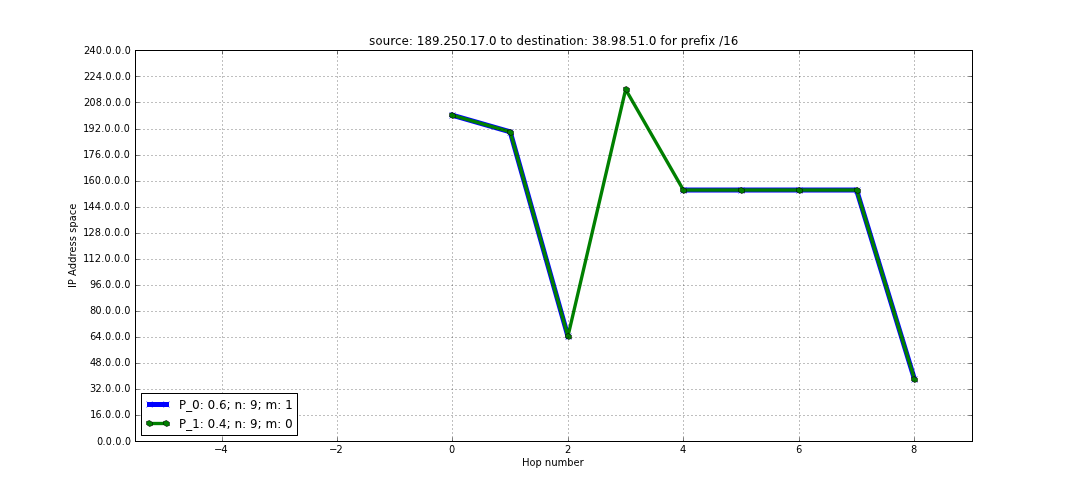 source: 189.250.17.0 to destination: 38.98.51.0 for prefix /16
240.0.0.0
224.0.0.0
208.0.0.0
192.0.0.0
176.0.0.0
160.0.0.0
144.0.0.0
128.0.0.0
112.0.0.0
96.0.0.0
80.0.0.0
64.0.0.0
48.0.0.0
32.0.0.0
16.0.0.0
0.0.0.0
IP Address space
P_0: 0.6; n: 9; m: 1
P_1: 0.4; n: 9; m: 0
−4 −2 0 2 4 6 8
Hop number